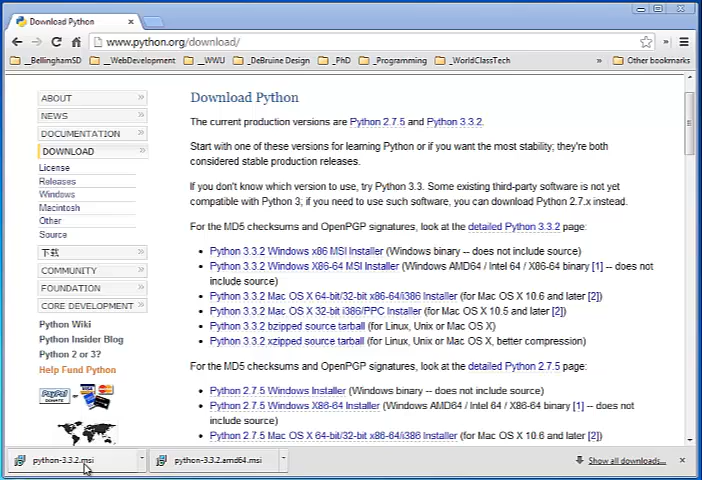 Download Python
www.python.org/download/
_BellinghamSD _WebDevelopment _WWU _DeBruine Design _PhD _Programming _WorldClassTech » Other bookmarks
ABOUT »
NEWS »
DOCUMENTATION »
DOWNLOAD »
License
Releases
Windows
Macintosh
Other
Source
下载 »
COMMUNITY »
FOUNDATION »
CORE DEVELOPMENT »
Python Wiki
Python Insider Blog
Python 2 or 3?
Help Fund Python
PayPal
DONATE
or
VISA
Download Python
The current production versions are Python 2.7.5 and Python 3.3.2.
Start with one of these versions for learning Python or if you want the most stability; they're both
considered stable production releases.
If you don't know which version to use, try Python 3.3. Some existing third-party software is not yet
compatible with Python 3; if you need to use such software, you can download Python 2.7.x instead.
For the MD5 checksums and OpenPGP signatures, look at the detailed Python 3.3.2 page:
• Python 3.3.2 Windows x86 MSI Installer (Windows binary -- does not include source)
• Python 3.3.2 Windows X86-64 MSI Installer (Windows AMD64 / Intel 64 / X86-64 binary [1] -- does not
include source)
• Python 3.3.2 Mac OS X 64-bit/32-bit x86-64/i386 Installer (for Mac OS X 10.6 and later [2])
• Python 3.3.2 Mac OS X 32-bit i386/PPC Installer (for Mac OS X 10.5 and later [2])
• Python 3.3.2 bzipped source tarball (for Linux, Unix or Mac OS X)
• Python 3.3.2 xzipped source tarball (for Linux, Unix or Mac OS X, better compression)
For the MD5 checksums and OpenPGP signatures, look at the detailed Python 2.7.5 page:
• Python 2.7.5 Windows Installer (Windows binary -- does not include source)
• Python 2.7.5 Windows X86-64 Installer (Windows AMD64 / Intel 64 / X86-64 binary [1] -- does not
include source)
• Python 2.7.5 Mac OS X 64-bit/32-bit x86-64/i386 Installer (for Mac OS X 10.6 and later [2])
python-3.3.2.msi python-3.3.2.amd64.msi Show all downloads...